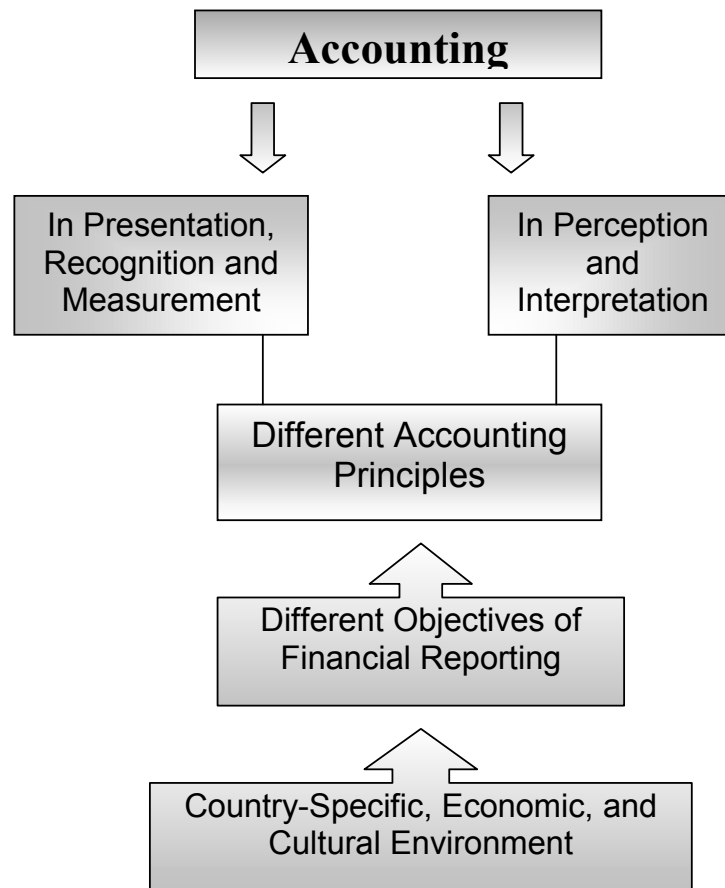 Accounting
In Presentation,
Recognition and
Measurement
In Perception
and
Interpretation
Different Accounting
Principles
Different Objectives of
Financial Reporting
Country-Specific, Economic, and
Cultural Environment